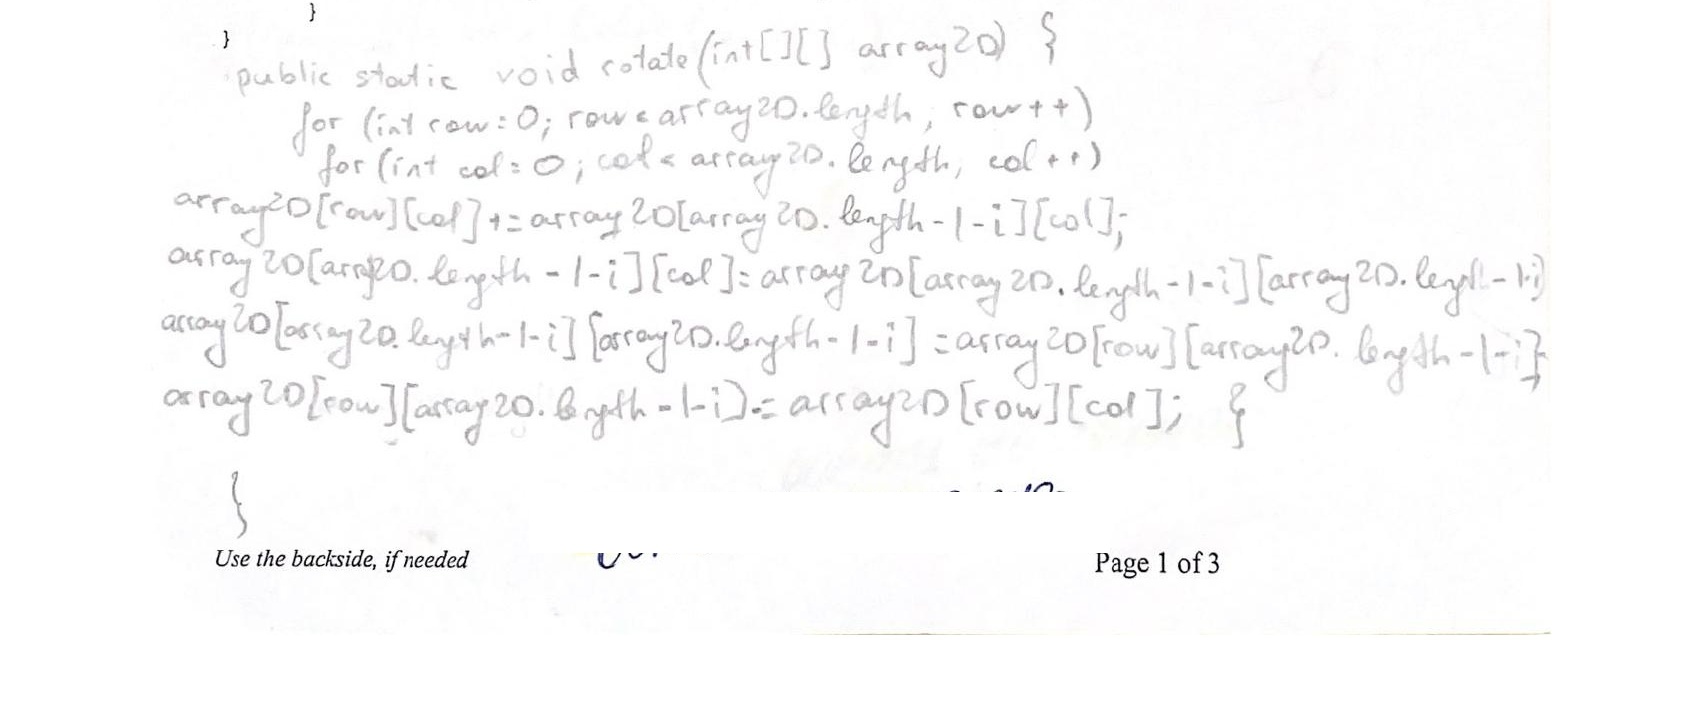 }
}
public static void rotate(int[][] array2D) {
for (int row=0; row < array2D.length, row++)
for (int col=0; col < array2D.length, col++)
array2D[row][col] += array2D[array2D.length-1-i][col];
array2D[array2D.length-1-i][col]=array2D[array2D.length-1-i][array2D.length-1-i]
array2D[array2D.length-1-i][array2D.length-1-i]=array2D[row][array2D.length-1-i];
array2D[row][array2D.length-1-i]=array2D[row][col]; }
}
Use the backside, if needed
Page 1 of 3